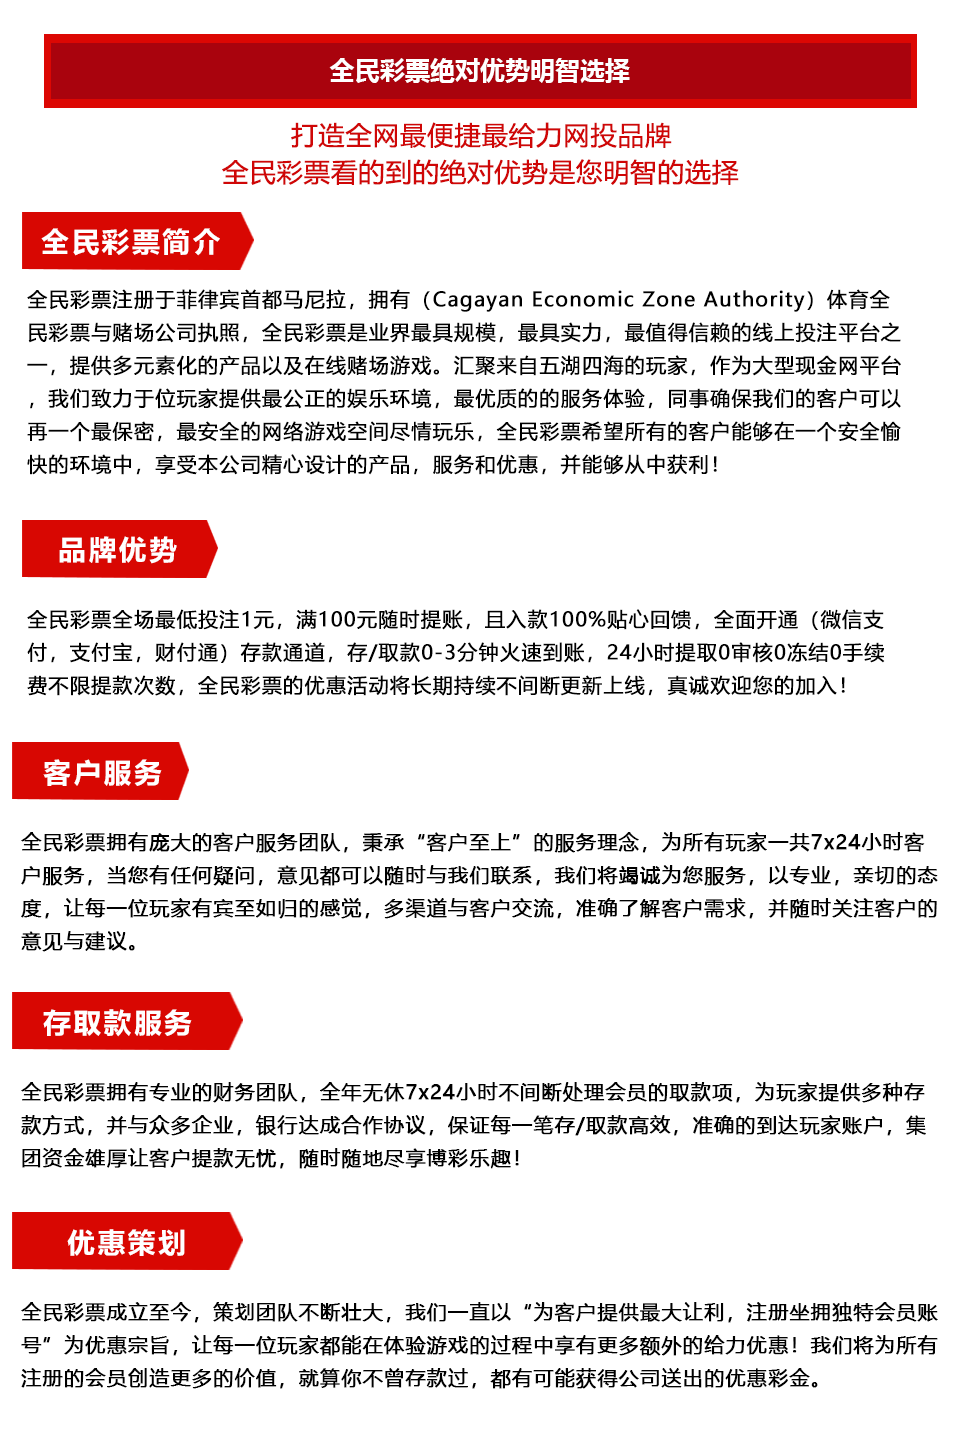 全民彩票绝对优势明智选择
打造全网最便捷最给力网投品牌
全民彩票看的到的绝对优势是您明智的选择
全民彩票简介
全民彩票注册于菲律宾首都马尼拉，拥有（Cagayan Economic Zone Authority）体育全
民彩票与赌场公司执照，全民彩票是业界最具规模，最具实力，最值得信赖的线上投注平台之
一，提供多元素化的产品以及在线赌场游戏。汇聚来自五湖四海的玩家，作为大型现金网平台
，我们致力于位玩家提供最公正的娱乐环境，最优质的的服务体验，同事确保我们的客户可以
再一个最保密，最安全的网络游戏空间尽情玩乐，全民彩票希望所有的客户能够在一个安全愉
快的环境中，享受本公司精心设计的产品，服务和优惠，并能够从中获利！
品牌优势
全民彩票全场最低投注1元，满100元随时提账，且入款100%贴心回馈，全面开通（微信支
付，支付宝，财付通）存款通道，存/取款0-3分钟火速到账，24小时提取0审核0冻结0手续
费不限提款次数，全民彩票的优惠活动将长期持续不间断更新上线，真诚欢迎您的加入！
客户服务
全民彩票拥有庞大的客户服务团队，秉承“客户至上”的服务理念，为所有玩家一共7x24小时客
户服务，当您有任何疑问，意见都可以随时与我们联系，我们将竭诚为您服务，以专业，亲切的态
度，让每一位玩家有宾至如归的感觉，多渠道与客户交流，准确了解客户需求，并随时关注客户的
意见与建议。
存取款服务
全民彩票拥有专业的财务团队，全年无休7x24小时不间断处理会员的取款项，为玩家提供多种存
款方式，并与众多企业，银行达成合作协议，保证每一笔存/取款高效，准确的到达玩家账户，集
团资金雄厚让客户提款无忧，随时随地尽享博彩乐趣！
优惠策划
全民彩票成立至今，策划团队不断壮大，我们一直以“为客户提供最大让利，注册坐拥独特会员账
号”为优惠宗旨，让每一位玩家都能在体验游戏的过程中享有更多额外的给力优惠！我们将为所有
注册的会员创造更多的价值，就算你不曾存款过，都有可能获得公司送出的优惠彩金。